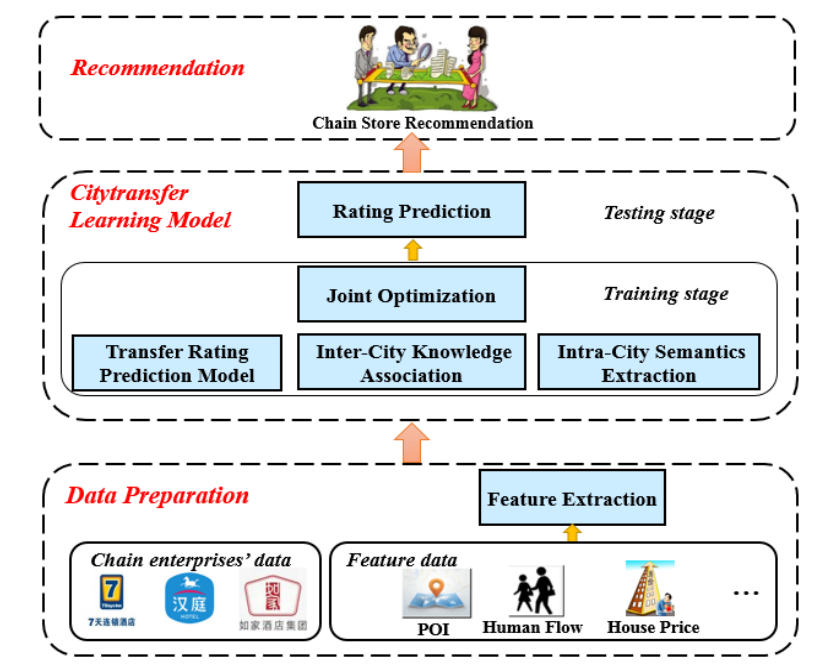 Recommendation
Chain Store Recommendation
Citytransfer
Learning Model
Rating Prediction
Testing stage
Joint Optimization
Training stage
Transfer Rating
Prediction Model
Inter-City Knowledge
Association
Intra-City Semantics
Extraction
Data Preparation
Feature Extraction
Chain enterprises’ data
Feature data
7
7天连锁酒店
汉庭
HOTEL
如家
如家酒店集团
POI
Human Flow
House Price
...